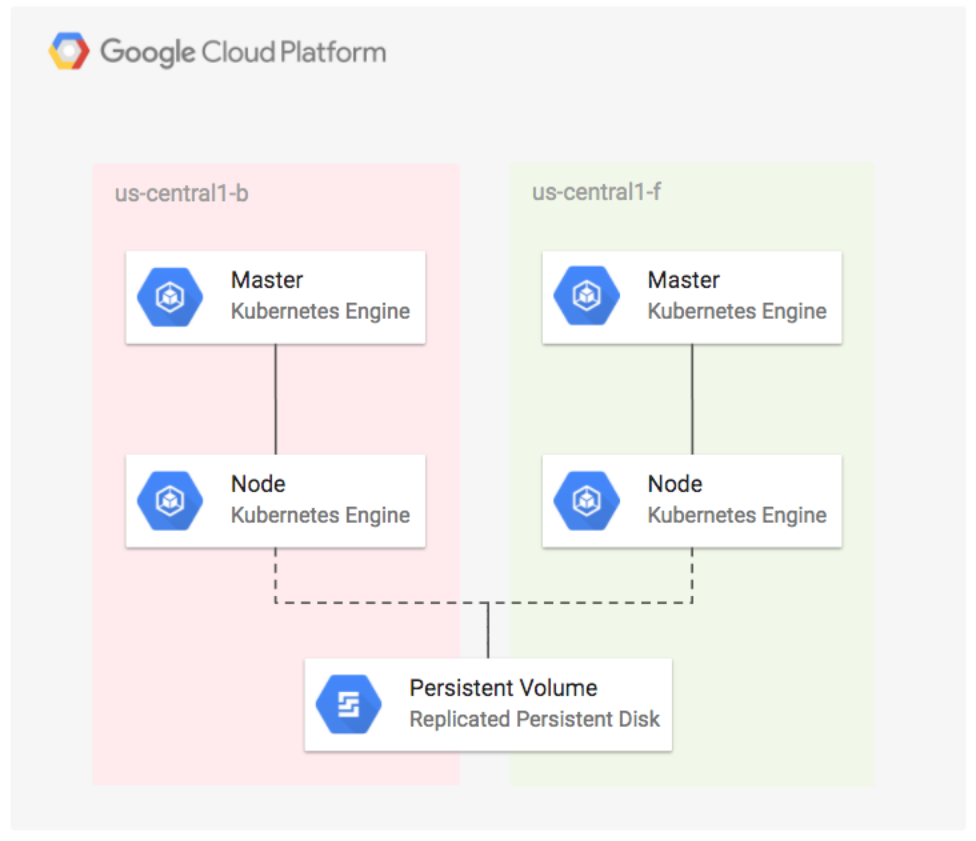 Google Cloud Platform
us-central1-b
us-central1-f
Master
Kubernetes Engine
Master
Kubernetes Engine
Node
Kubernetes Engine
Node
Kubernetes Engine
Persistent Volume
Replicated Persistent Disk